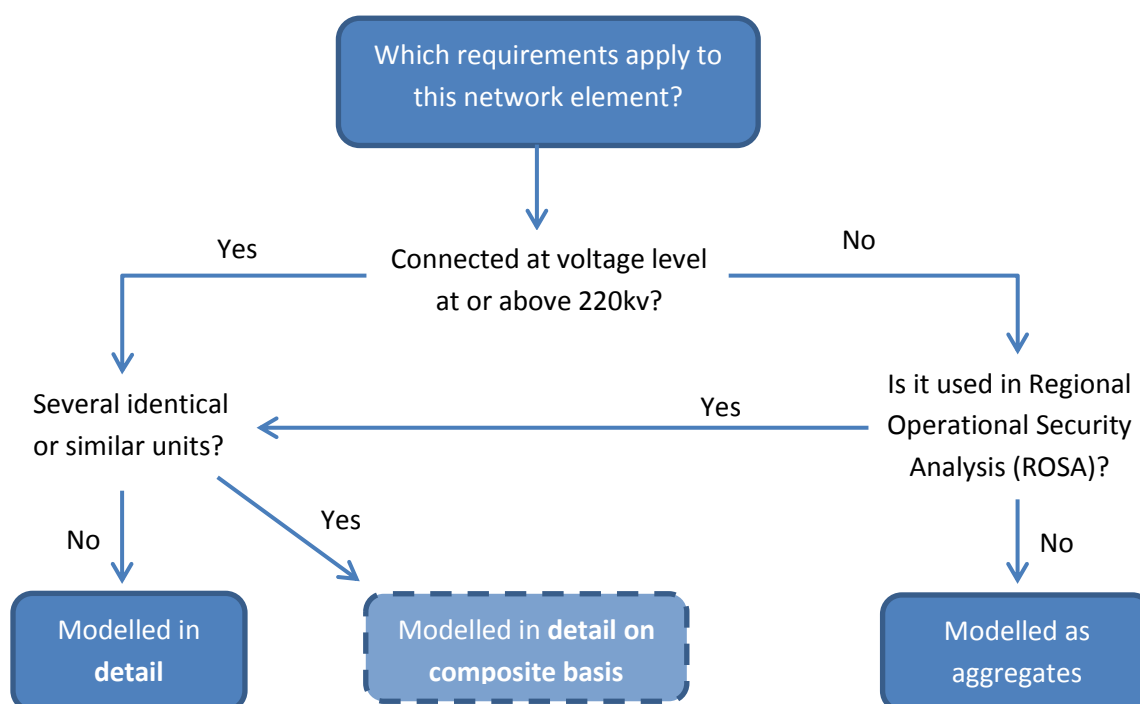 Which requirements apply to
this network element?
Yes
No
Connected at voltage level
at or above 220kv?
Several identical
or similar units?
Yes
Is it used in Regional
Operational Security
Analysis (ROSA)?
No
Yes
No
Modelled in
detail
Modelled in detail on
composite basis
Modelled as
aggregates